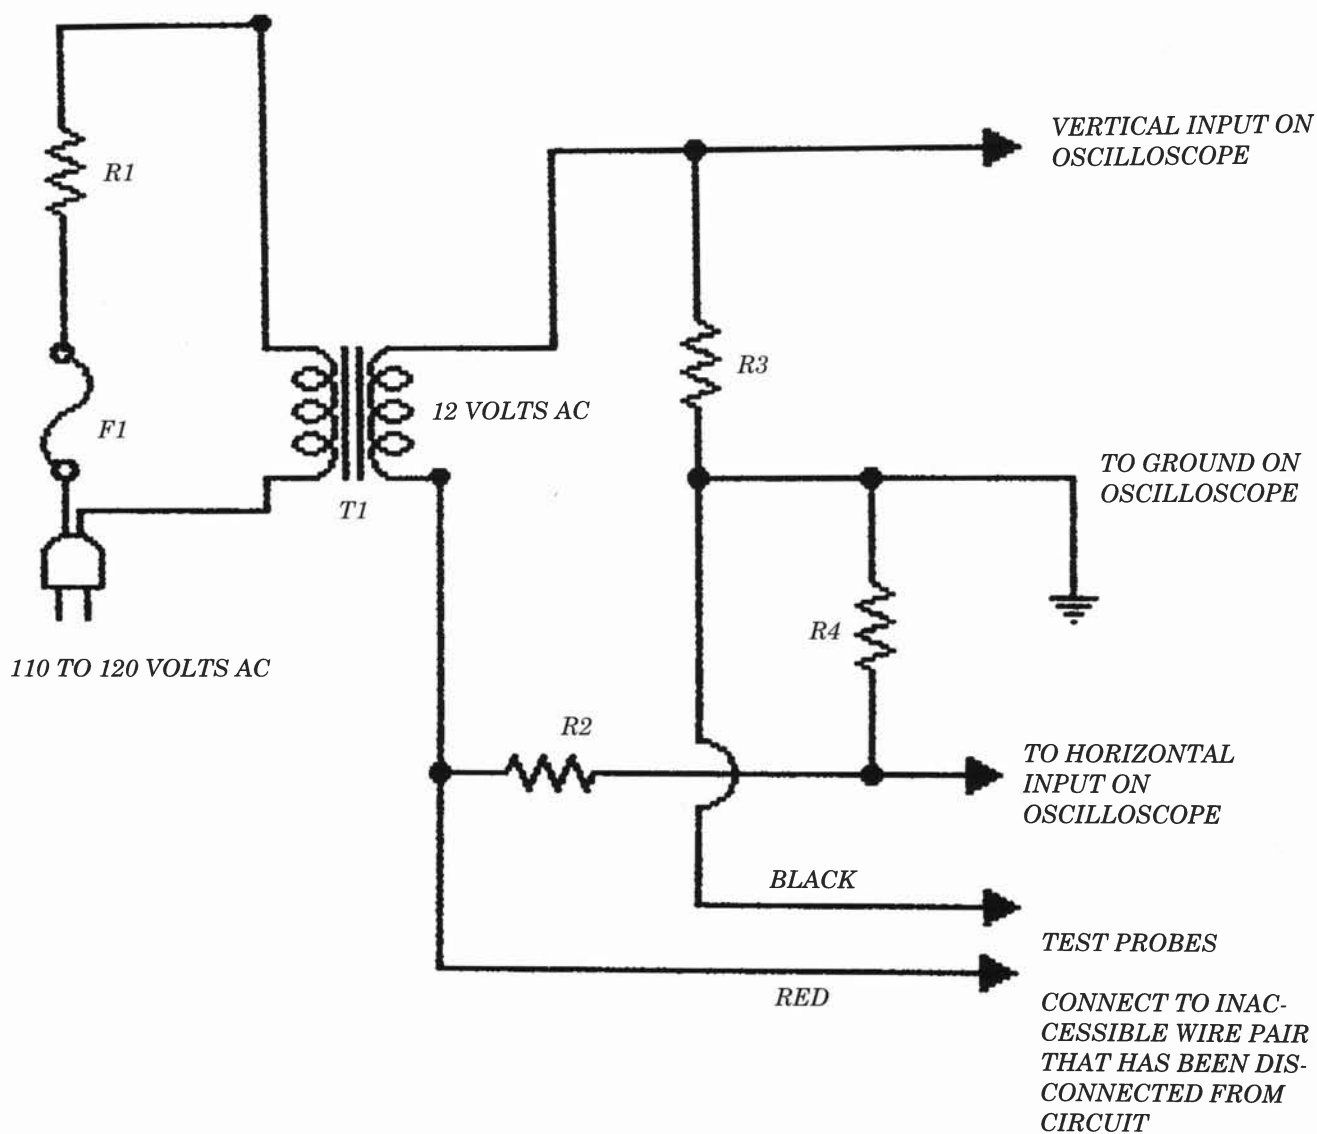 VERTICAL INPUT ON
OSCILLOSCOPE
R1
R3
12 VOLTS AC
F1
T1
TO GROUND ON
OSCILLOSCOPE
R4
110 TO 120 VOLTS AC
R2
TO HORIZONTAL
INPUT ON
OSCILLOSCOPE
BLACK
TEST PROBES
RED
CONNECT TO INAC-
CESSIBLE WIRE PAIR
THAT HAS BEEN DIS-
CONNECTED FROM
CIRCUIT